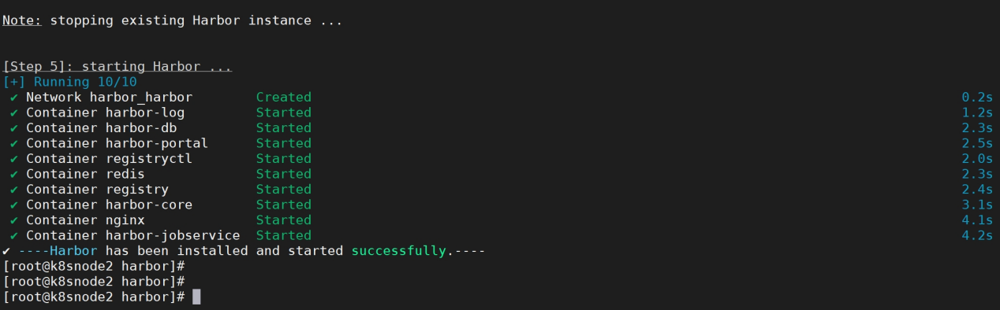 Note: stopping existing Harbor instance ...
[Step 5]: starting Harbor ...
[+] Running 10/10
✔ Network harbor_harbor Created 0.2s
✔ Container harbor-log Started 1.2s
✔ Container harbor-db Started 2.3s
✔ Container harbor-portal Started 2.5s
✔ Container registryctl Started 2.0s
✔ Container redis Started 2.3s
✔ Container registry Started 2.4s
✔ Container harbor-core Started 3.1s
✔ Container nginx Started 4.1s
✔ Container harbor-jobservice Started 4.2s
✔ ----Harbor has been installed and started successfully.----
[root@k8snode2 harbor]#
[root@k8snode2 harbor]#
[root@k8snode2 harbor]#